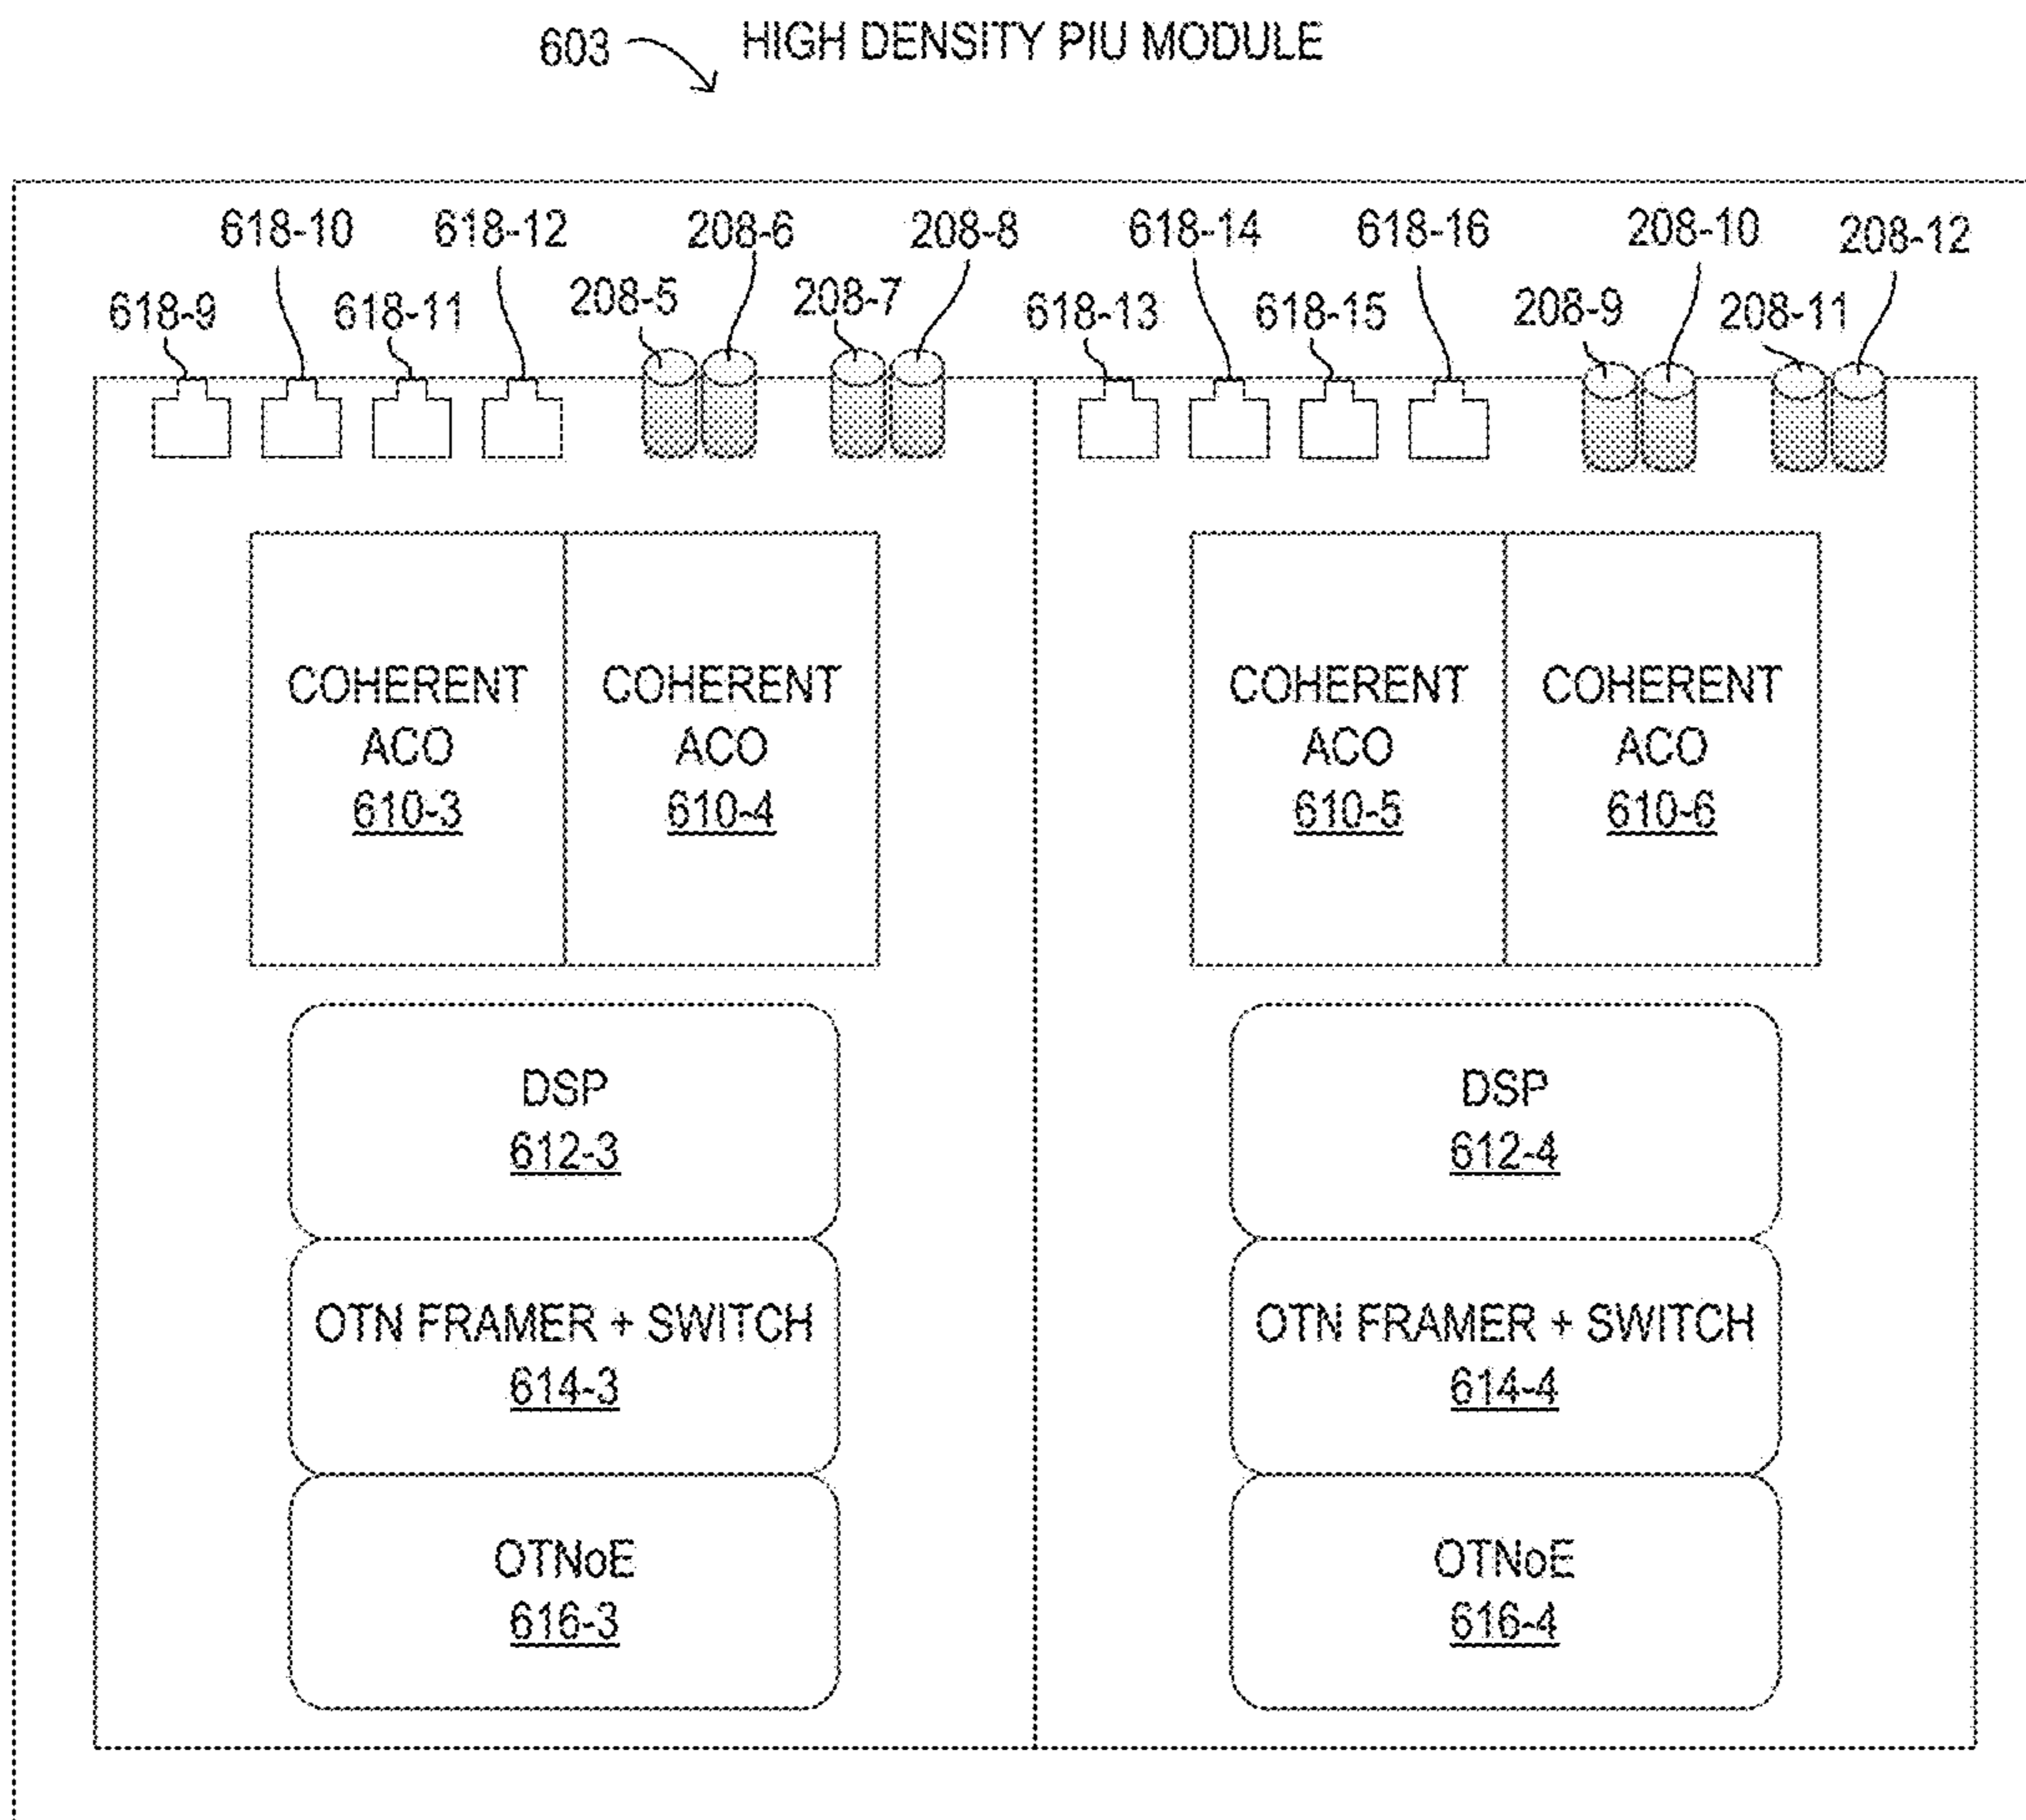 603 HIGH DENSITY PIU MODULE
618-10 618-12 208-6 208-8 618-14 618-16 208-10 208-12
618-9 618-11 208-5 208-7 618-13 618-15 208-9 208-11
COHERENT COHERENT COHERENT COHERENT
ACO ACO ACO ACO
610-3 610-4 610-5 610-6
DSP DSP
612-3 612-4
OTN FRAMER + SWITCH OTN FRAMER + SWITCH
614-3 614-4
OTNoE OTNoE
616-3 616-4